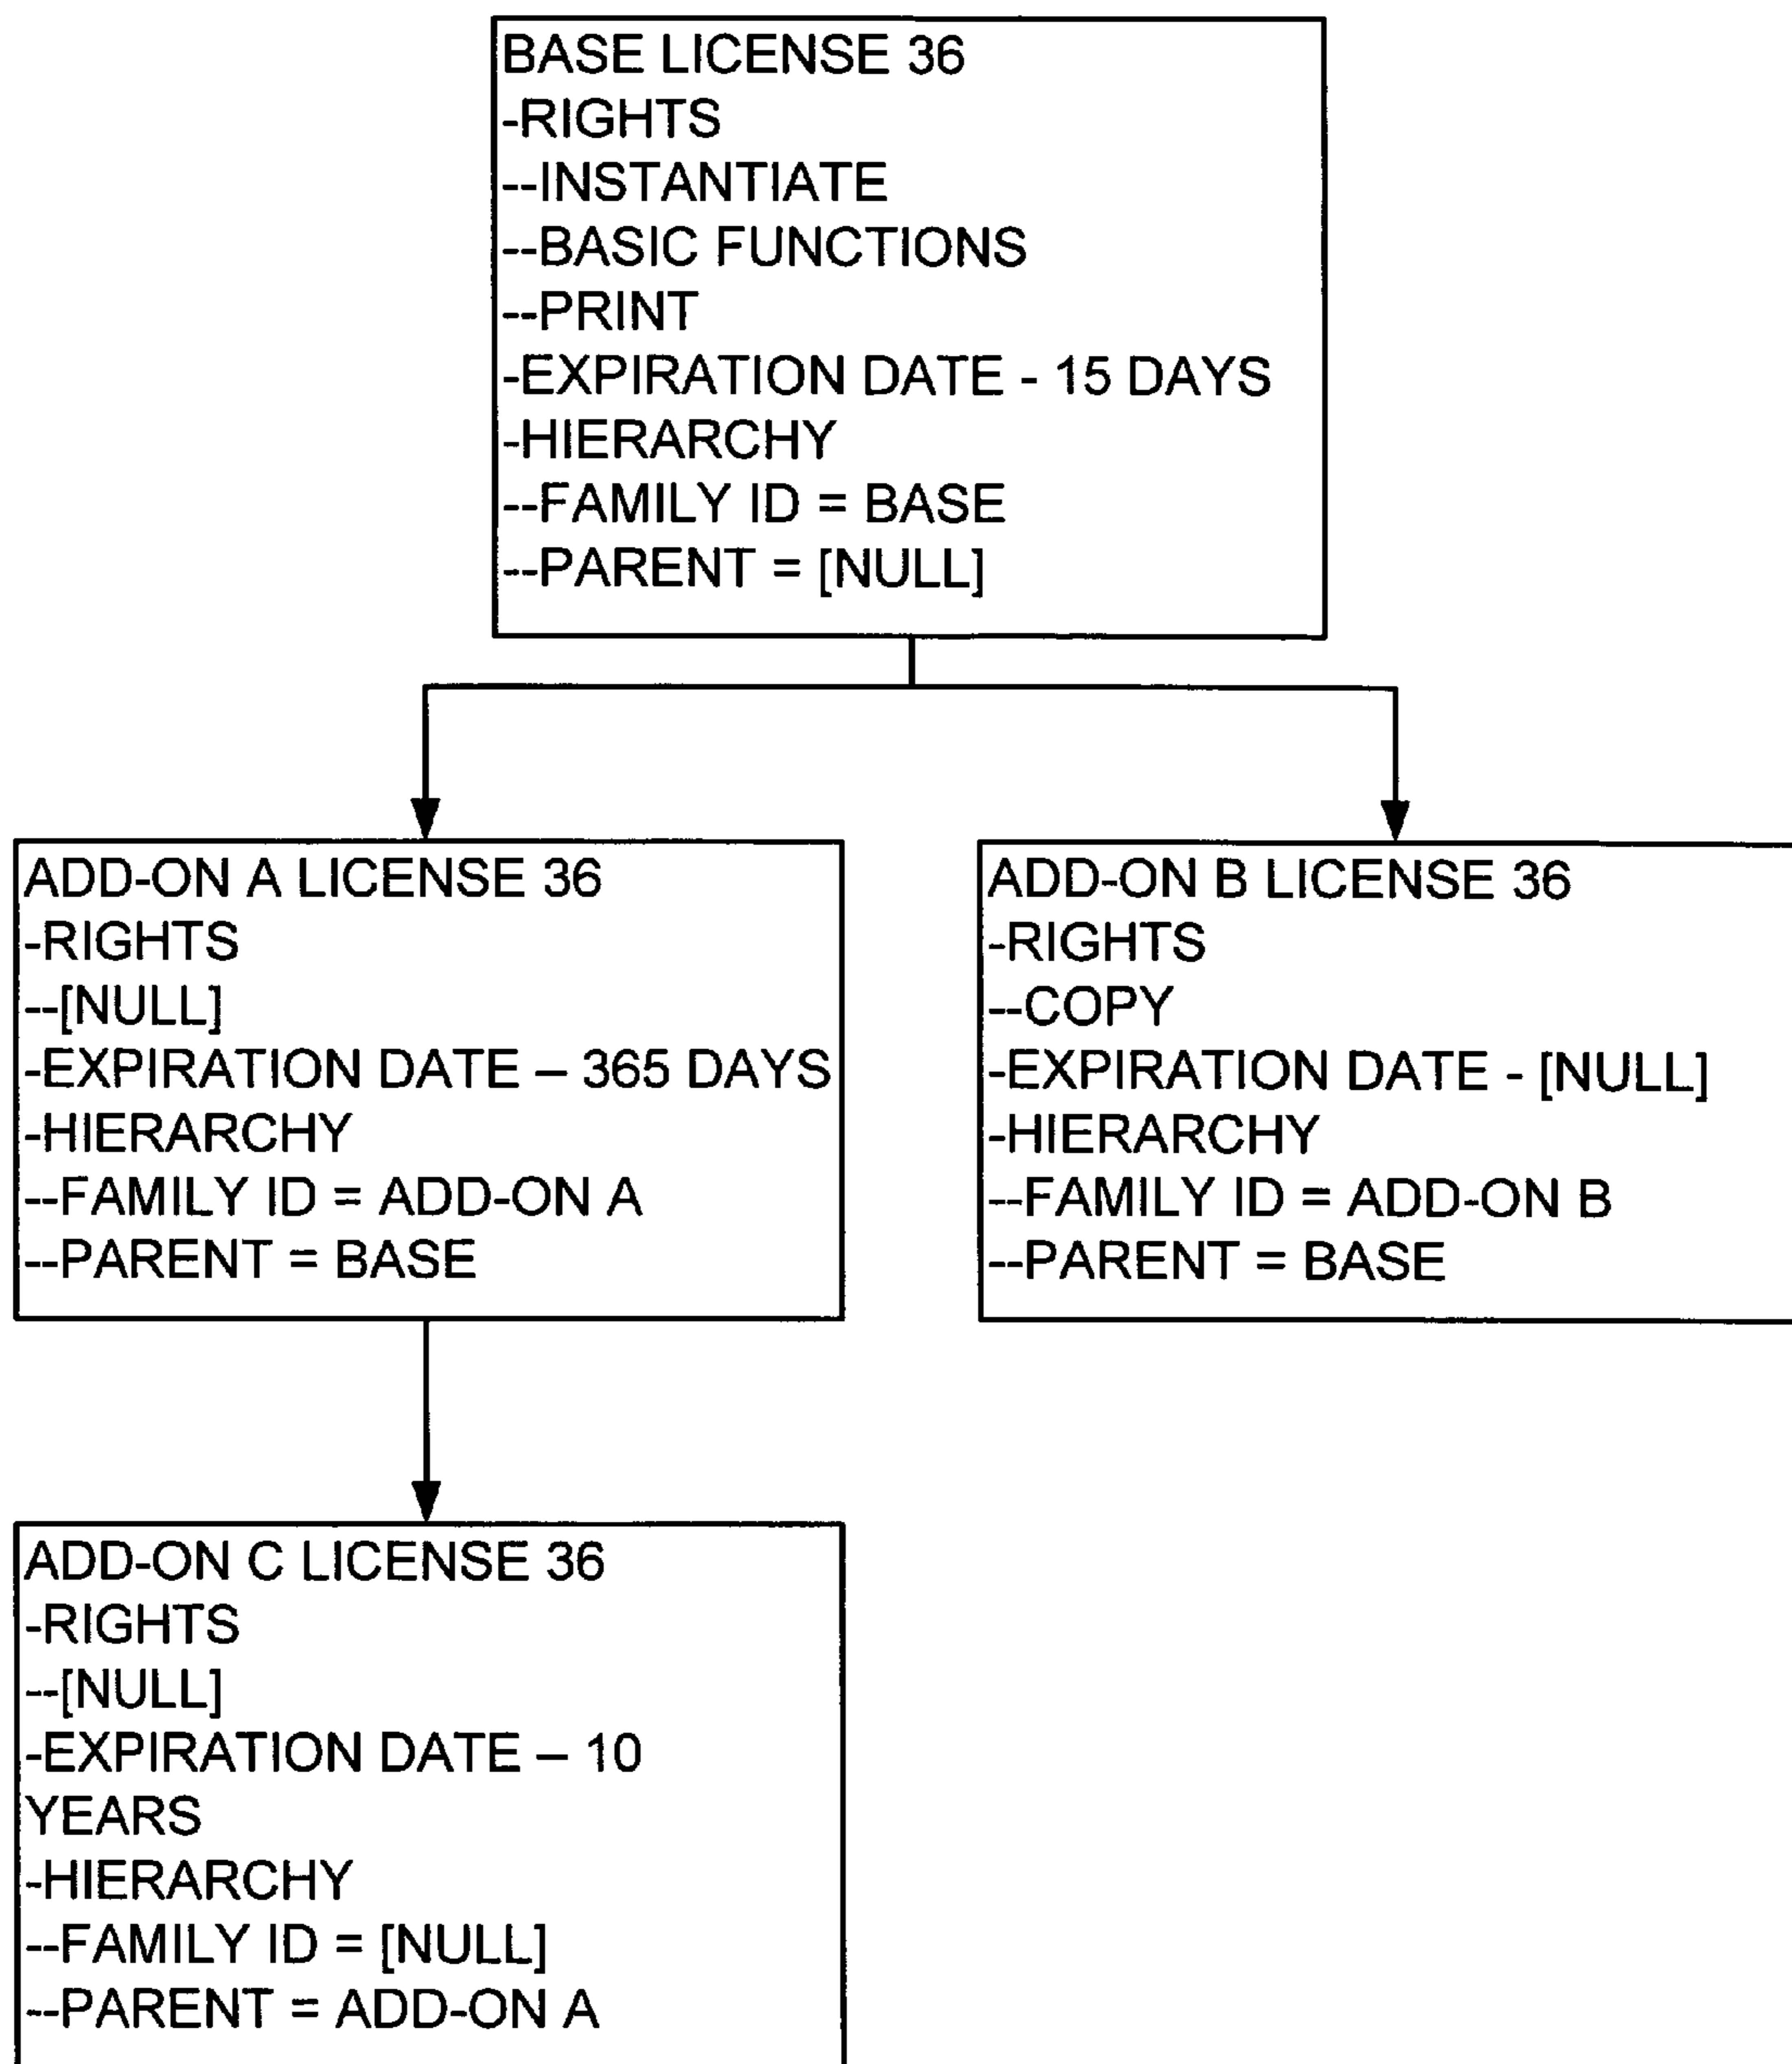 BASE LICENSE 36
-RIGHTS
--INSTANTIATE
--BASIC FUNCTIONS
--PRINT
-EXPIRATION DATE - 15 DAYS
-HIERARCHY
--FAMILY ID = BASE
--PARENT = [NULL]
ADD-ON A LICENSE 36
-RIGHTS
--[NULL]
-EXPIRATION DATE – 365 DAYS
-HIERARCHY
--FAMILY ID = ADD-ON A
--PARENT = BASE
ADD-ON B LICENSE 36
-RIGHTS
--COPY
-EXPIRATION DATE - [NULL]
-HIERARCHY
--FAMILY ID = ADD-ON B
--PARENT = BASE
ADD-ON C LICENSE 36
-RIGHTS
--[NULL]
-EXPIRATION DATE – 10
YEARS
-HIERARCHY
--FAMILY ID = [NULL]
--PARENT = ADD-ON A